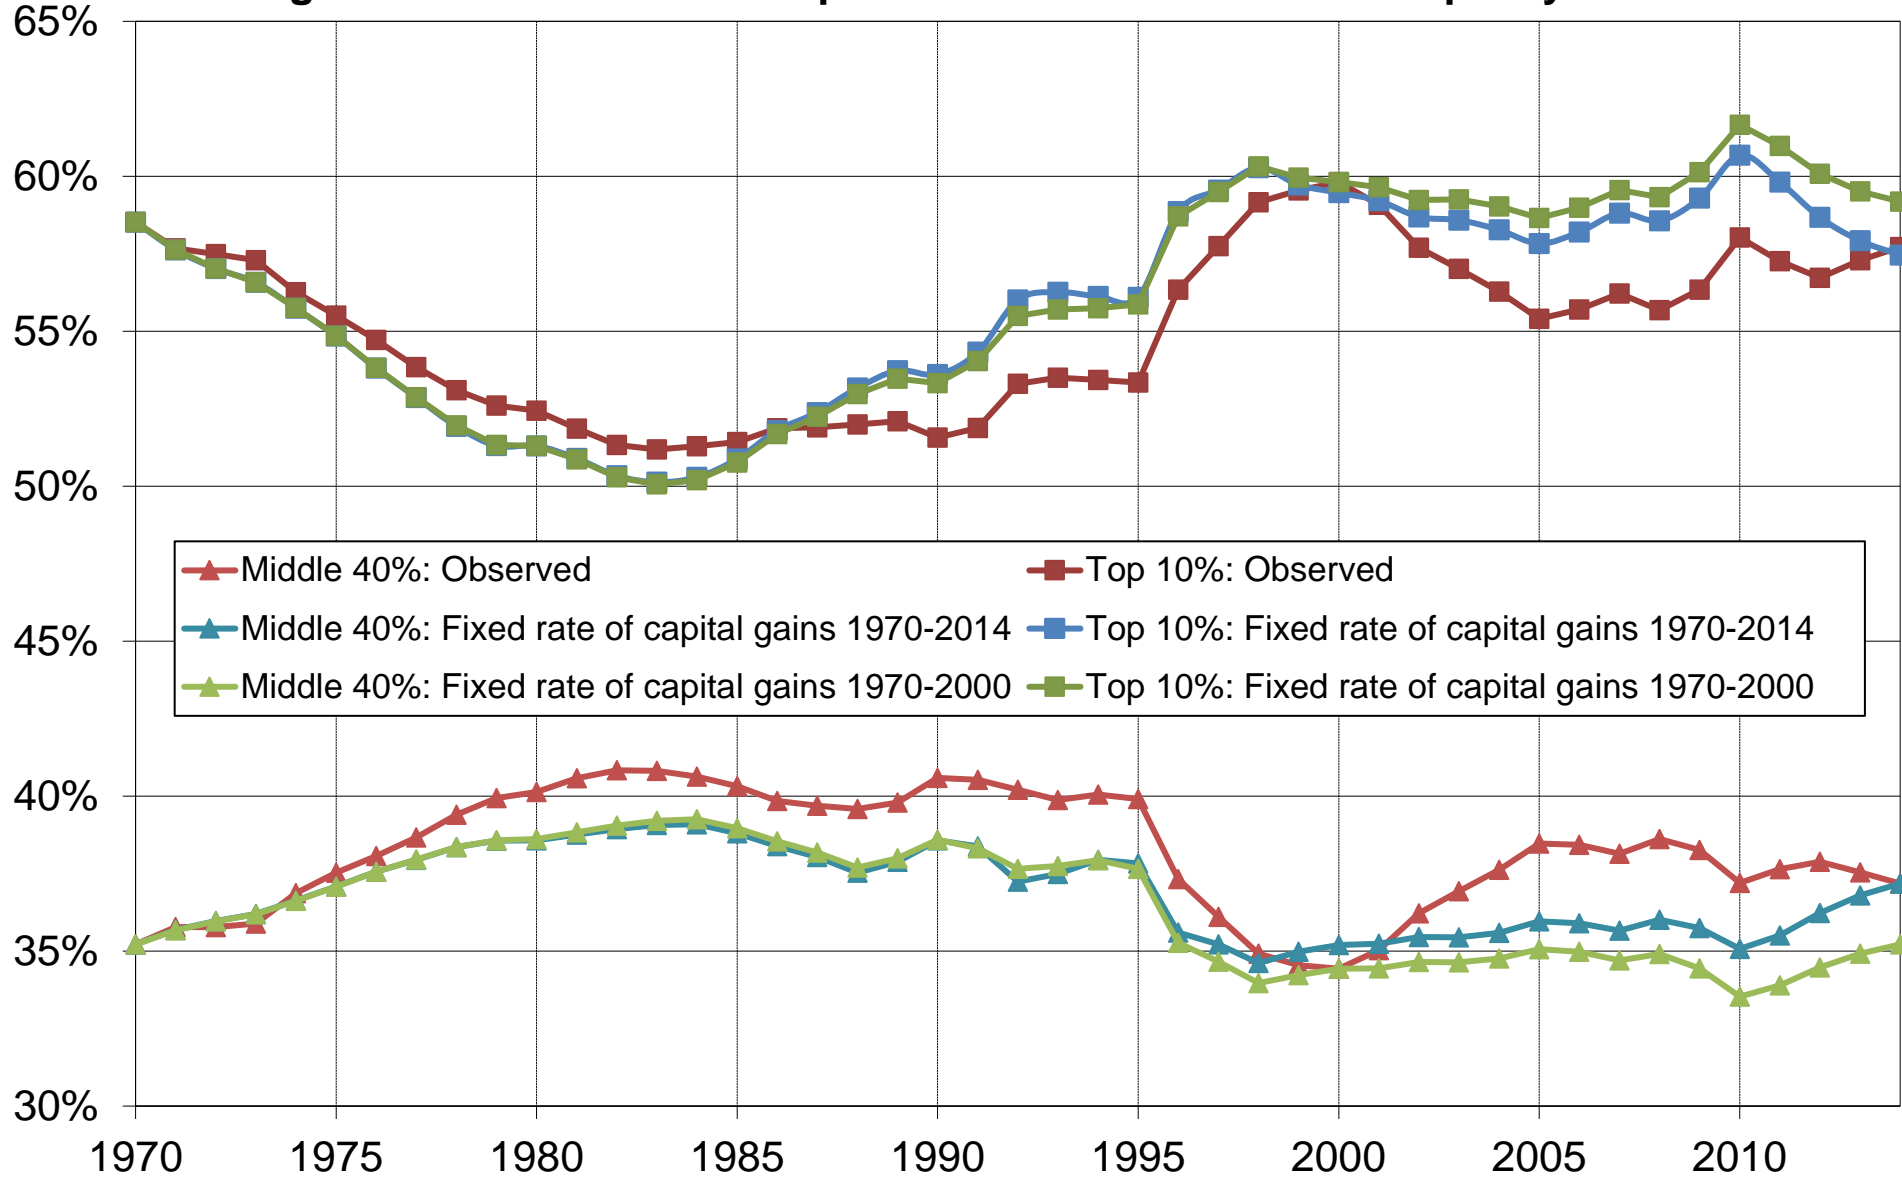 65%
60%
55%
50%
45%
40%
35%
30%
Middle 40%: Observed
Top 10%: Observed
Middle 40%: Fixed rate of capital gains 1970-2014
Top 10%: Fixed rate of capital gains 1970-2014
Middle 40%: Fixed rate of capital gains 1970-2000
Top 10%: Fixed rate of capital gains 1970-2000
1970 1975 1980 1985 1990 1995 2000 2005 2010